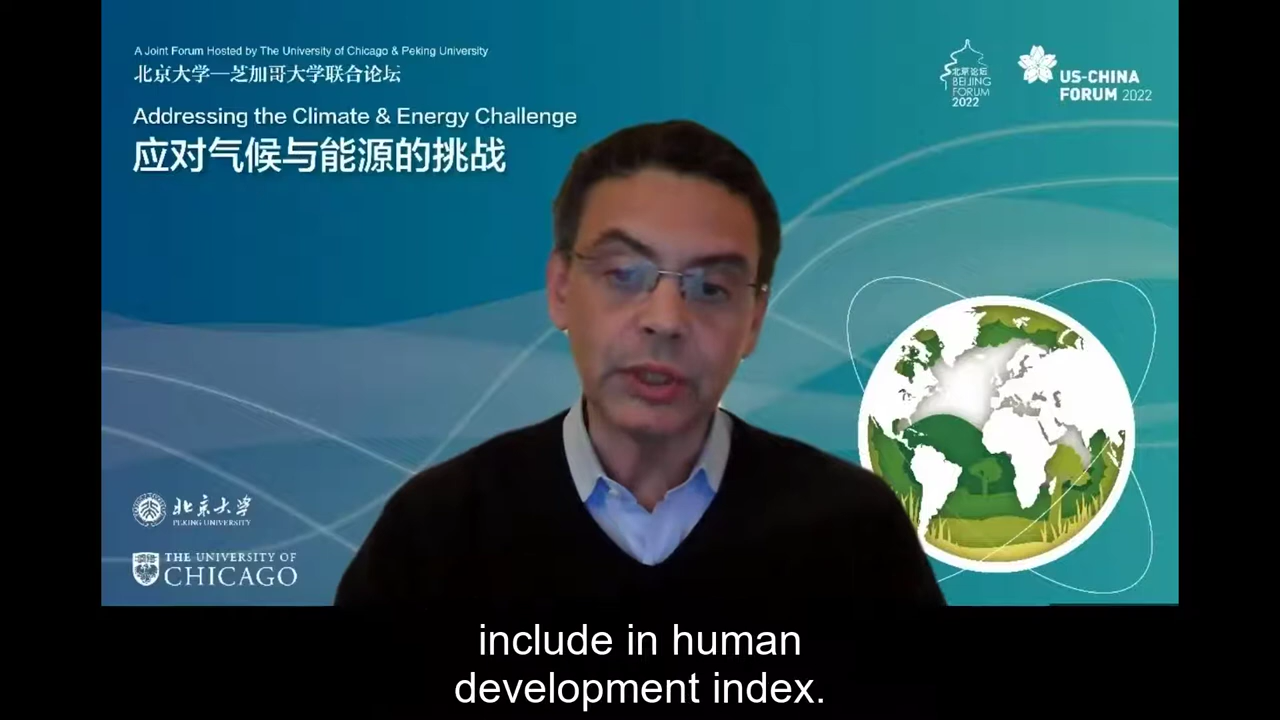 A Joint Forum Hosted by The University of Chicago & Peking University
北京大学—芝加哥大学联合论坛
Addressing the Climate & Energy Challenge
应对气候与能源的挑战
北京论坛
BEIJING
FORUM
2022
US-CHINA
FORUM 2022
北京大学
PEKING UNIVERSITY
THE UNIVERSITY OF
CHICAGO
include in human
development index.